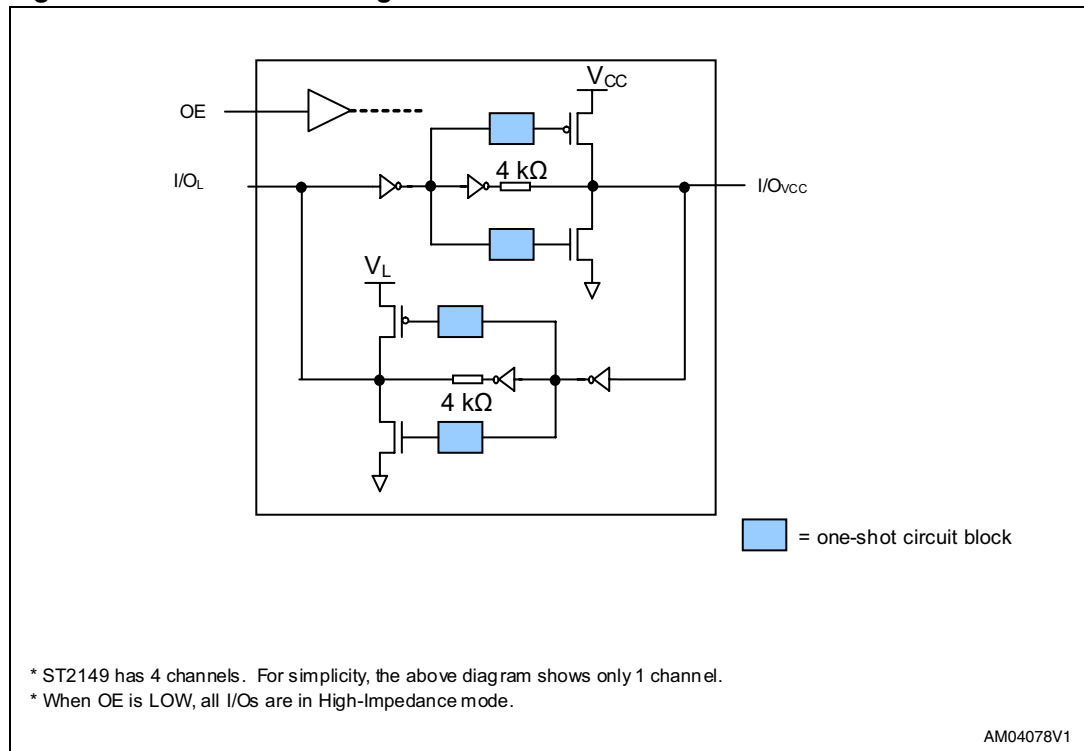 VCC
OE
4 kΩ
I/OL
I/OVCC
VL
4 kΩ
= one-shot circuit block
* ST2149 has 4 channels. For simplicity, the above diagram shows only 1 channel.
* When OE is LOW, all I/Os are in High-Impedance mode.
AM04078V1